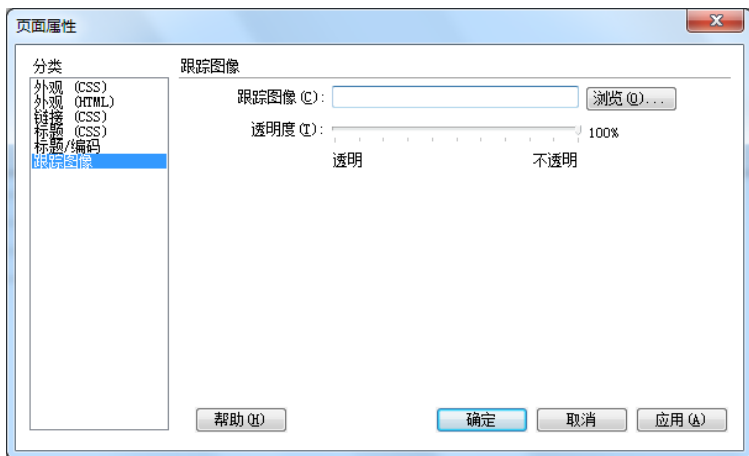 页面属性
分类
外观 (CSS)
外观 (HTML)
链接 (CSS)
标题 (CSS)
标题/编码
跟踪图像
跟踪图像
跟踪图像(C):
浏览(O)...
透明度(T):
100%
透明
不透明
帮助(H)
确定
取消
应用(A)